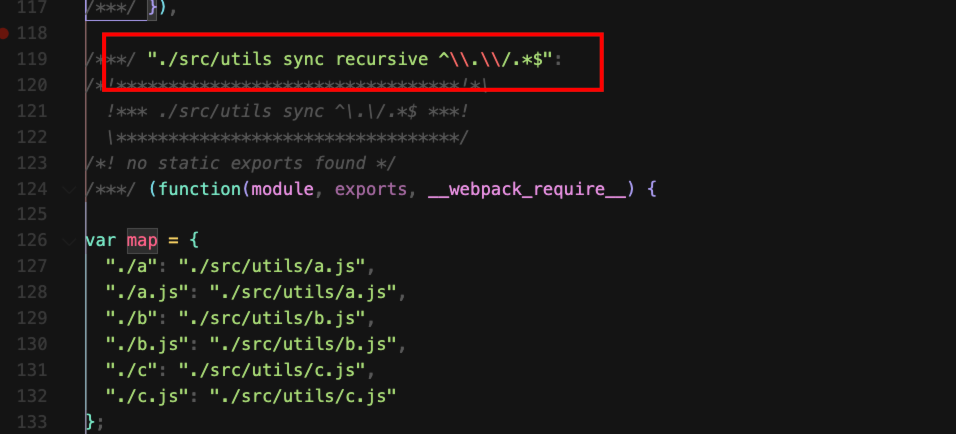 117 /***/ }),
118
119 /***/ "./src/utils sync recursive ^\\.\\/.*$":
120 /*!*********************************!*\
121   !*** ./src/utils sync ^\.\/.*$ ***!
122   \*********************************/
123 /*! no static exports found */
124 /***/ (function(module, exports, __webpack_require__) {
125
126 var map = {
127   "./a": "./src/utils/a.js",
128   "./a.js": "./src/utils/a.js",
129   "./b": "./src/utils/b.js",
130   "./b.js": "./src/utils/b.js",
131   "./c": "./src/utils/c.js",
132   "./c.js": "./src/utils/c.js"
133 };